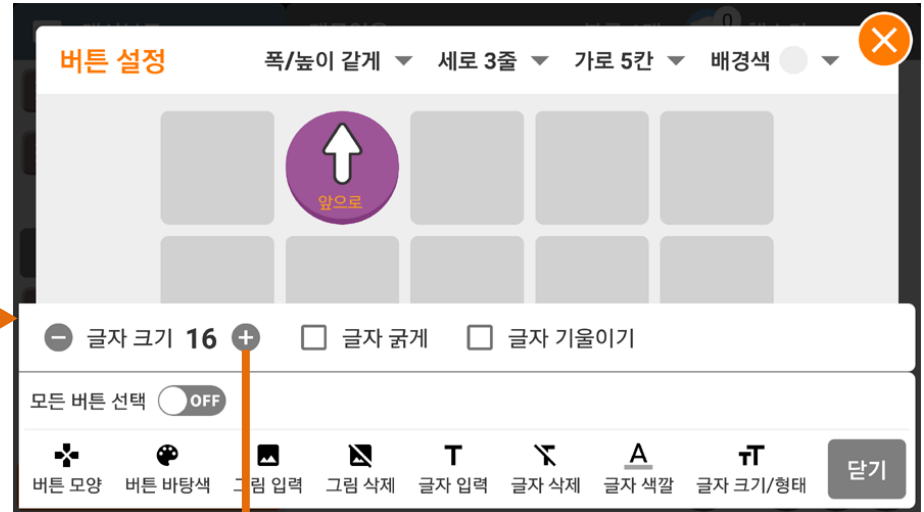 버튼 설정 폭/높이 같게 세로 3줄 가로 5칸 배경색
앞으로
글자 크기 16 글자 굵게 글자 기울이기
모든 버튼 선택 OFF
버튼 모양 버튼 바탕색 그림 입력 그림 삭제 글자 입력 글자 삭제 글자 색깔 글자 크기/형태 닫기